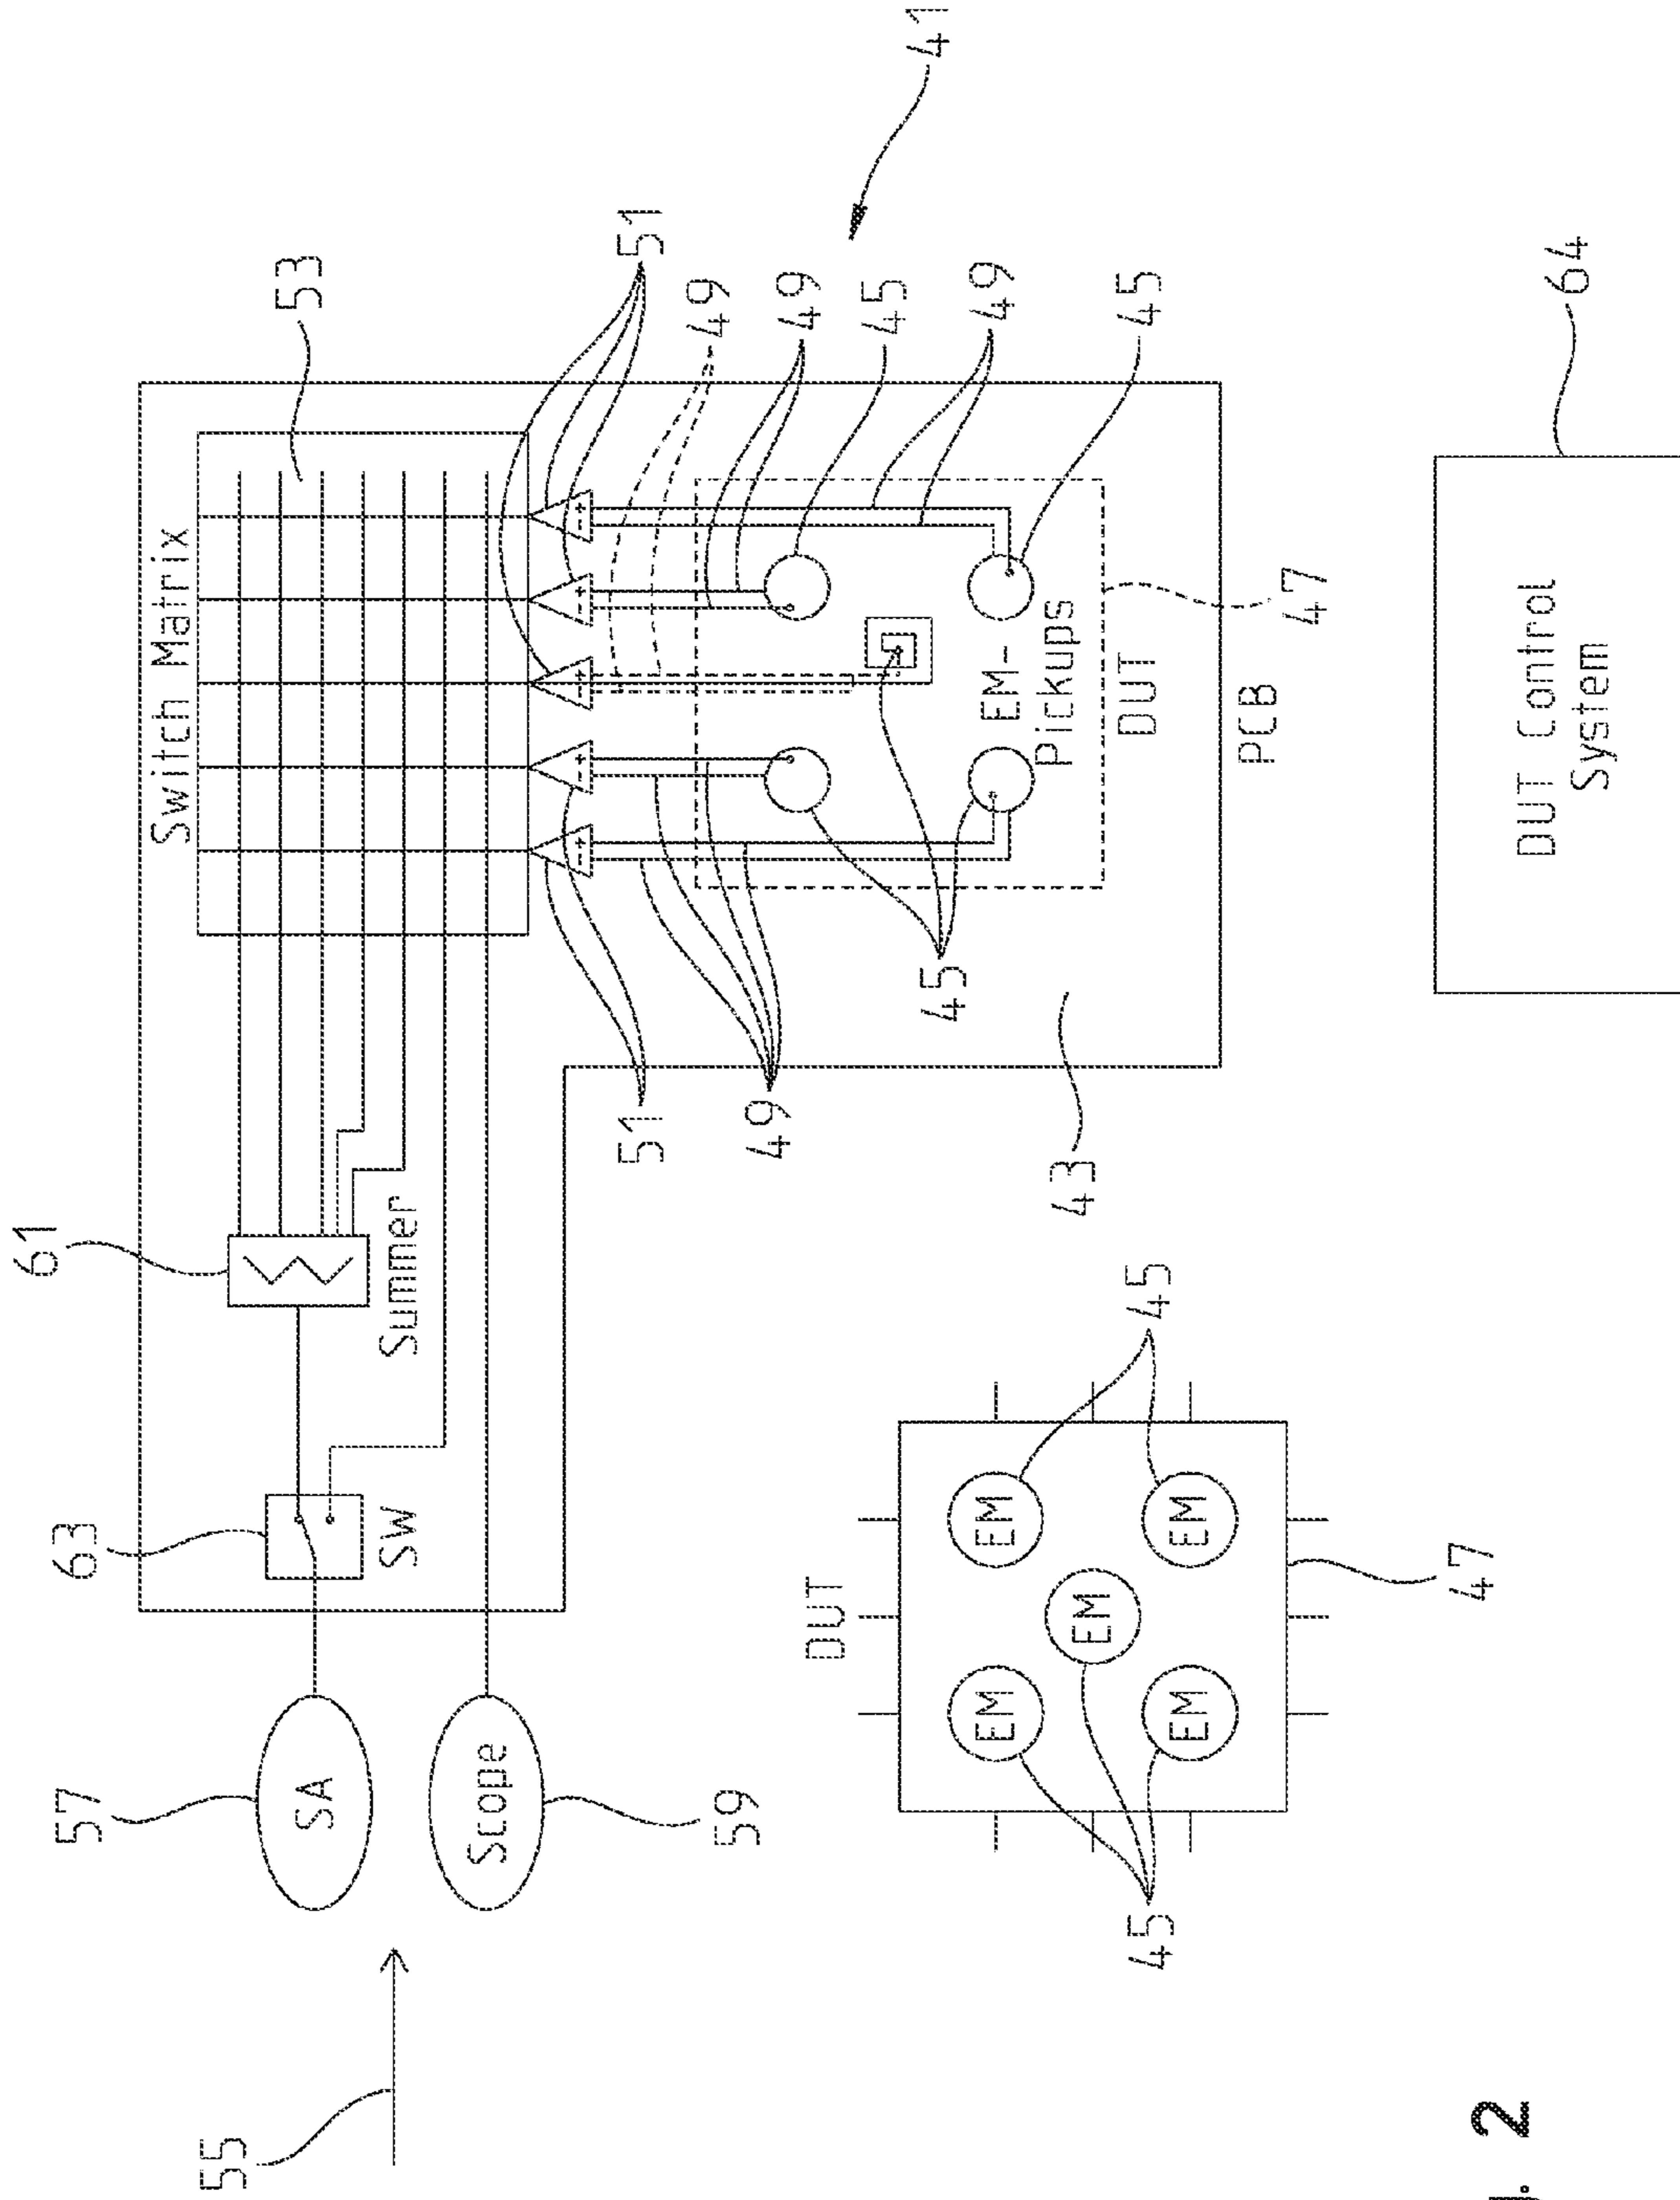 57
63
61
Switch Matrix
55
53
SA
SW
Summer
Scope
51
51
49
59
49
49
DUT
45
41
45
EM
EM
49
EM-
Pickups
43
EM
45
45
DUT
45
EM
EM
PCB
47
47
2
DUT Control
System
64